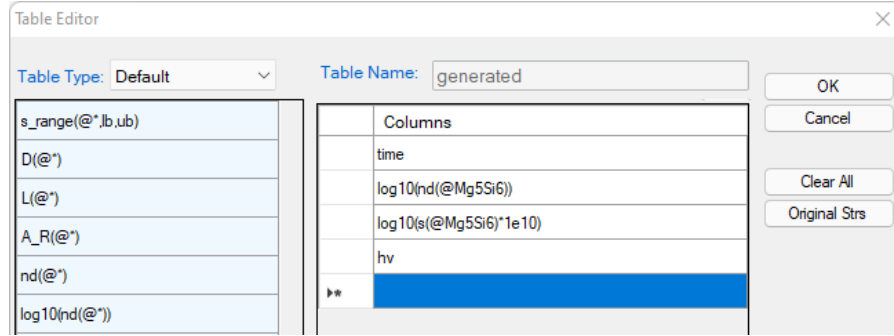 Table Editor
Table Type: Default
Table Name: generated
OK
Cancel
Clear All
Original Strs
s_range(@*,lb,ub)
D(@*)
L(@*)
A_R(@*)
nd(@*)
log10(nd(@*))
Columns
time
log10(nd(@Mg5Si6))
log10(s(@Mg5Si6)*1e10)
hv